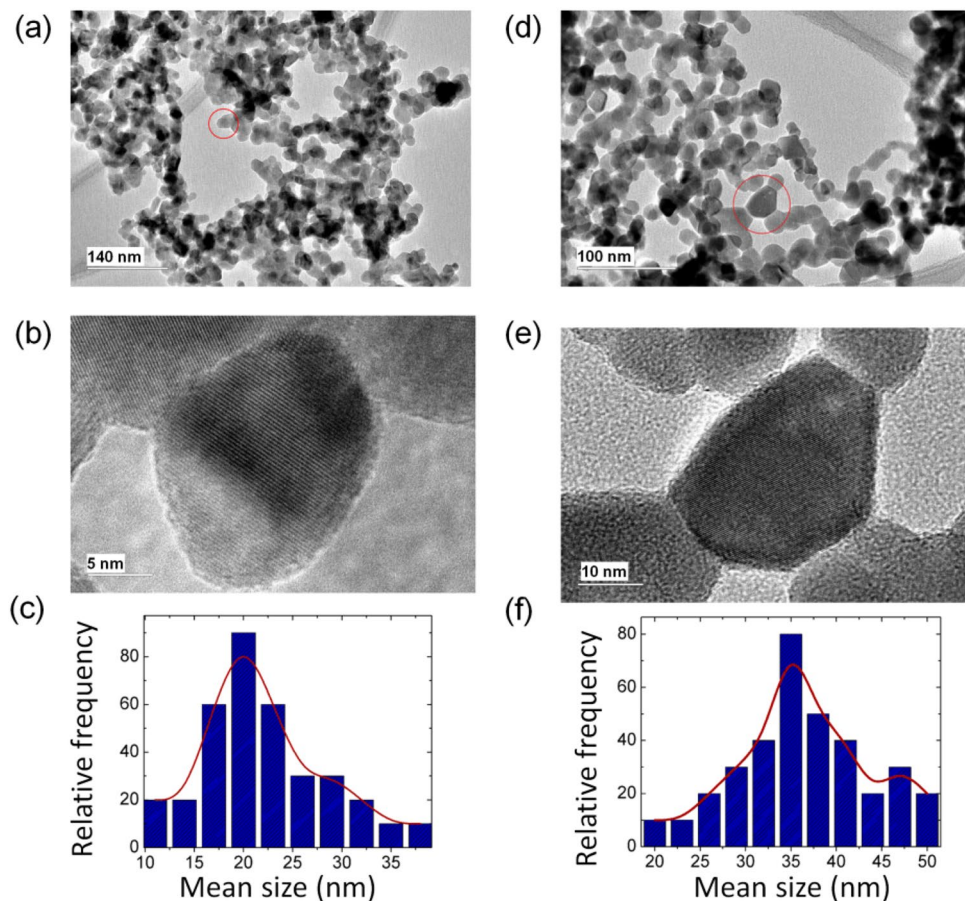 (a)
140 nm
(d)
100 nm
(b)
5 nm
(e)
10 nm
(c)
Relative frequency
80
60
40
20
0
10 15 20 25 30 35
Mean size (nm)
(f)
Relative frequency
80
60
40
20
0
20 25 30 35 40 45 50
Mean size (nm)